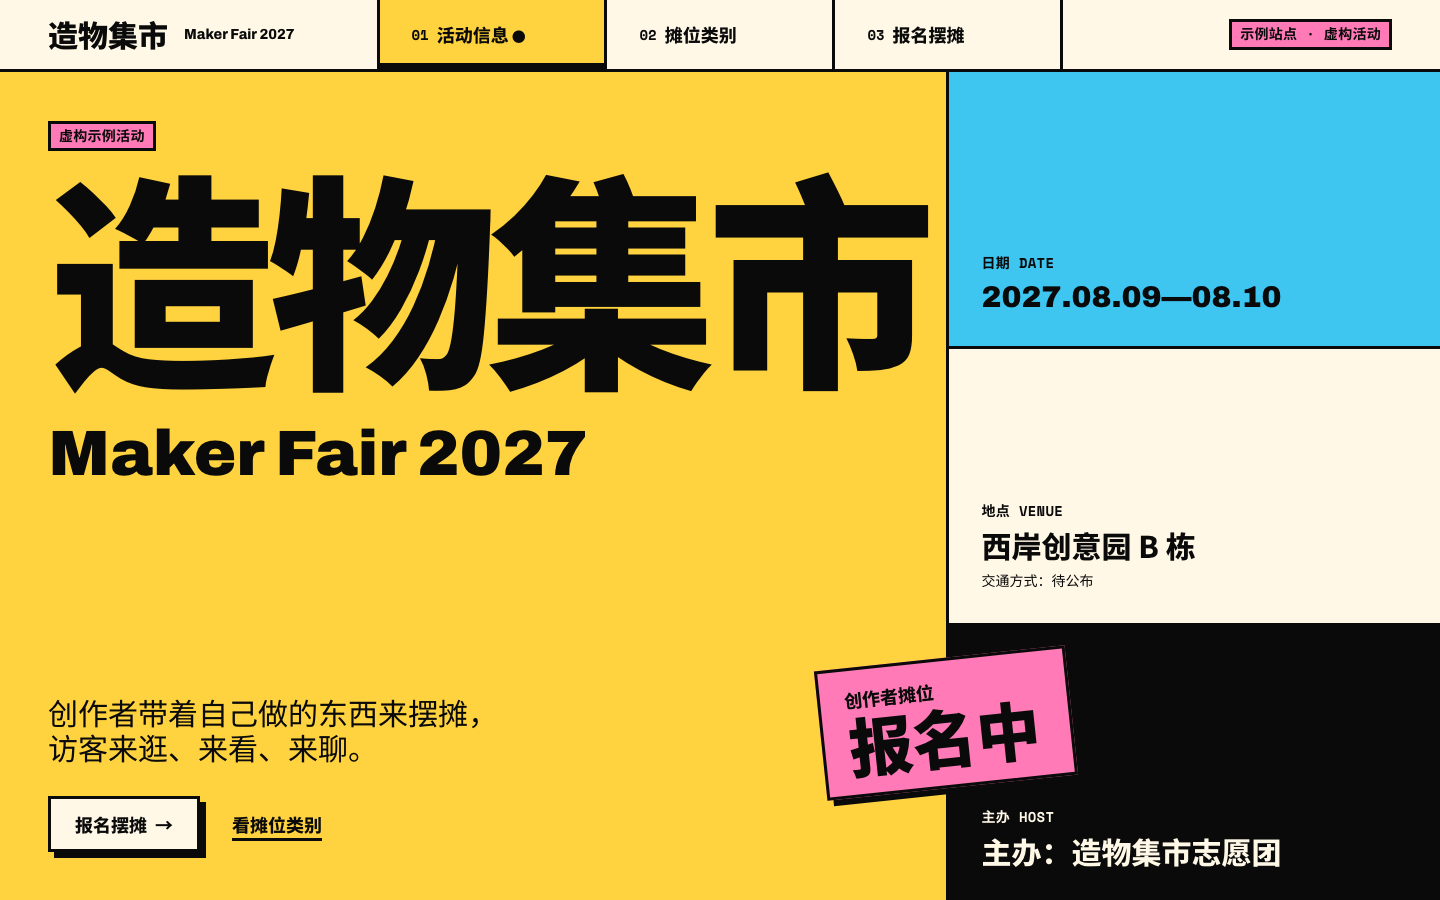 造物集市 Maker Fair 2027
01 活动信息
02 摊位类别
03 报名摆摊
示例站点 · 虚构活动
虚构示例活动
造物集市
Maker Fair 2027
创作者带着自己做的东西来摆摊，
访客来逛、来看、来聊。
报名摆摊 →
看摊位类别
日期 DATE
2027.08.09—08.10
地点 VENUE
西岸创意园 B 栋
交通方式：待公布
创作者摊位
报名中
主办 HOST
主办：造物集市志愿团